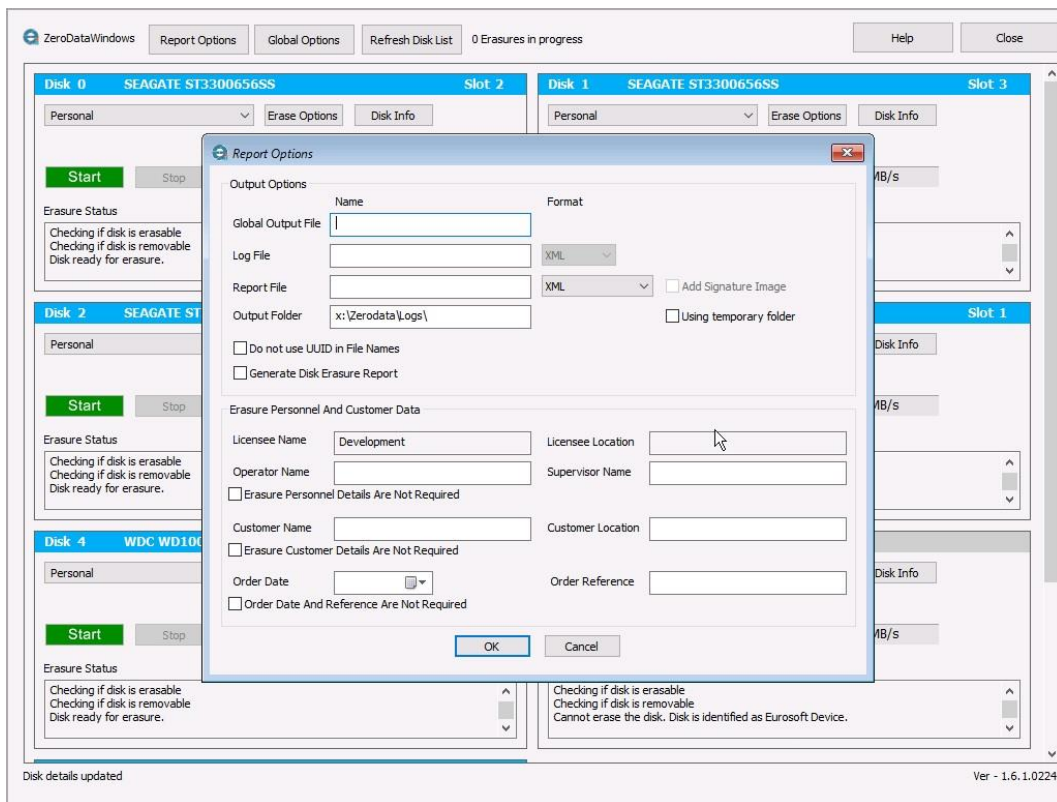 ZeroDataWindows Report Options Global Options Refresh Disk List 0 Erasures in progress Help Close
Disk 0 SEAGATE ST3300656SS Slot 2
Personal Erase Options Disk Info
Start Stop
Erasure Status
Checking if disk is erasable
Checking if disk is removable
Disk ready for erasure.
Disk 1 SEAGATE ST3300656SS Slot 3
Personal Erase Options Disk Info
MB/s
Disk 2 SEAGATE ST
Slot 1
Personal
Disk Info
Start Stop
MB/s
Erasure Status
Checking if disk is erasable
Checking if disk is removable
Disk ready for erasure.
Disk 4 WDC WD100
Personal
Disk Info
Start Stop
MB/s
Erasure Status
Checking if disk is erasable
Checking if disk is removable
Disk ready for erasure.
Checking if disk is erasable
Checking if disk is removable
Cannot erase the disk. Disk is identified as Eurosoft Device.
Report Options
Output Options
Name Format
Global Output File
Log File XML
Report File XML Add Signature Image
Output Folder x:\Zerodata\Logs\ Using temporary folder
Do not use UUID in File Names
Generate Disk Erasure Report
Erasure Personnel And Customer Data
Licensee Name Development Licensee Location
Operator Name Supervisor Name
Erasure Personnel Details Are Not Required
Customer Name Customer Location
Erasure Customer Details Are Not Required
Order Date Order Reference
Order Date And Reference Are Not Required
OK Cancel
Disk details updated Ver - 1.6.1.0224